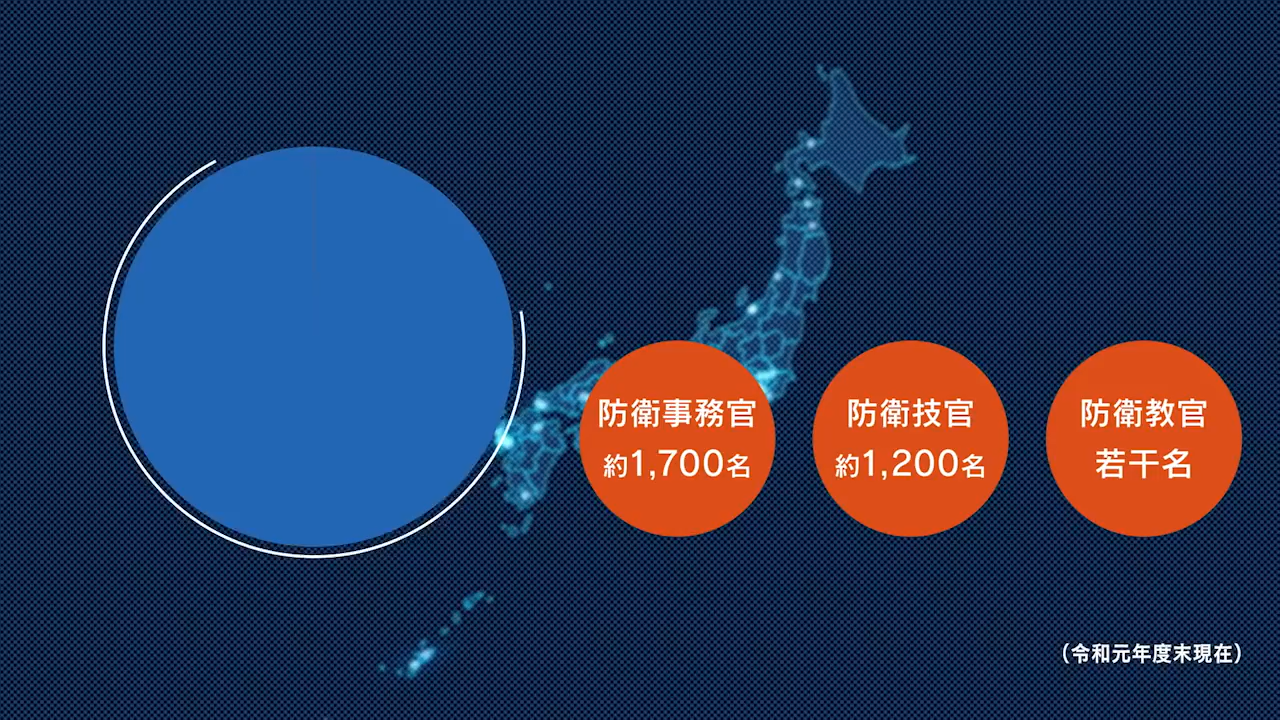 防衛事務官
約1,700名
防衛技官
約1,200名
防衛教官
若干名
（令和元年度末現在）